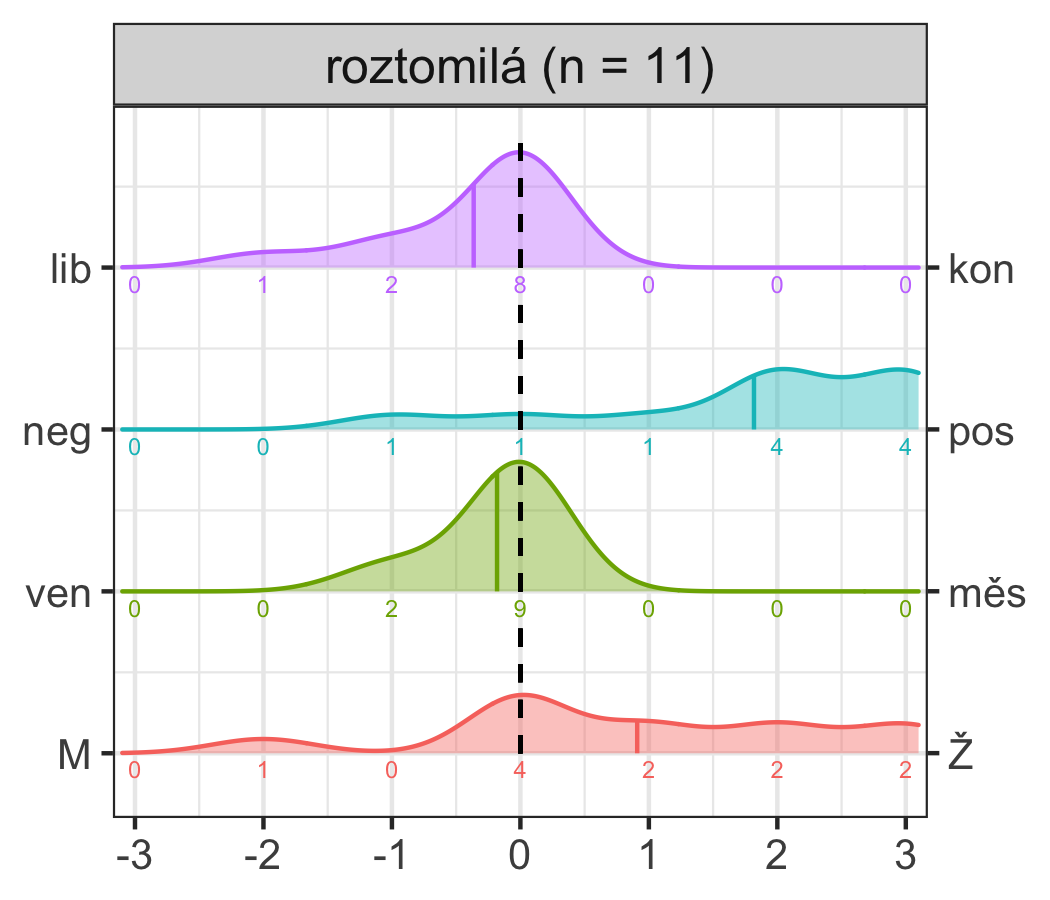 roztomilá (n = 11)
lib kon
0 1 2 8 0 0 0
neg pos
0 0 1 1 1 4 4
ven měs
0 0 2 9 0 0 0
M Ž
0 1 0 4 2 2 2
-3 -2 -1 0 1 2 3